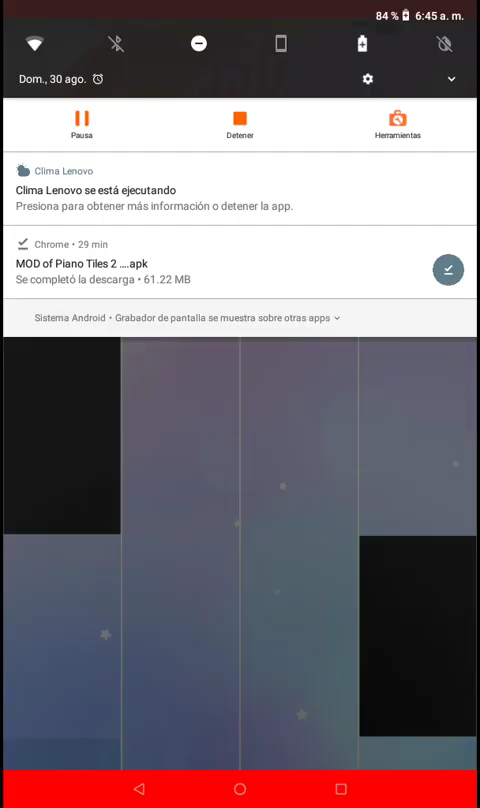 84 % 6:45 a. m.
Dom., 30 ago.
Pausa
Detener
Herramientas
Clima Lenovo
Clima Lenovo se está ejecutando
Presiona para obtener más información o detener la app.
Chrome • 29 min
MOD of Piano Tiles 2 ....apk
Se completó la descarga • 61.22 MB
Sistema Android • Grabador de pantalla se muestra sobre otras apps